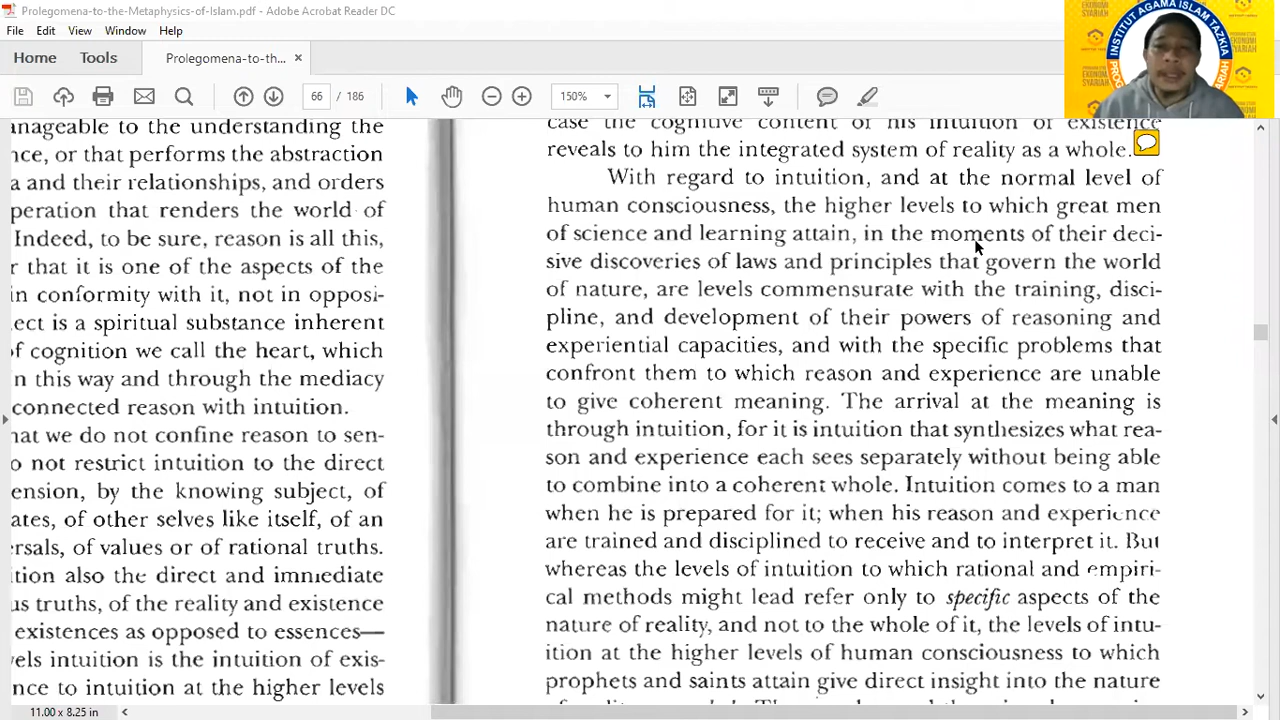 Prolegomena-to-the-Metaphysics-of-Islam.pdf - Adobe Acrobat Reader DC
File Edit View Window Help
Home Tools Prolegomena-to-th... ×
66 / 186 150%
INSTITUT AGAMA ISLAM TAZKIA
anageable to the understanding the
nce, or that performs the abstraction
a and their relationships, and orders
peration that renders the world of
Indeed, to be sure, reason is all this,
r that it is one of the aspects of the
in conformity with it, not in opposi-
ect is a spiritual substance inherent
of cognition we call the heart, which
n this way and through the mediacy
connected reason with intuition.
hat we do not confine reason to sen-
o not restrict intuition to the direct
ension, by the knowing subject, of
ates, of other selves like itself, of an
ersals, of values or of rational truths.
ition also the direct and immediate
us truths, of the reality and existence
existences as opposed to essences—
vels intuition is the intuition of exis-
nce to intuition at the higher levels
case the cognitive content of his intuition of existence
reveals to him the integrated system of reality as a whole.
With regard to intuition, and at the normal level of
human consciousness, the higher levels to which great men
of science and learning attain, in the moments of their deci-
sive discoveries of laws and principles that govern the world
of nature, are levels commensurate with the training, disci-
pline, and development of their powers of reasoning and
experiential capacities, and with the specific problems that
confront them to which reason and experience are unable
to give coherent meaning. The arrival at the meaning is
through intuition, for it is intuition that synthesizes what rea-
son and experience each sees separately without being able
to combine into a coherent whole. Intuition comes to a man
when he is prepared for it; when his reason and experience
are trained and disciplined to receive and to interpret it. But
whereas the levels of intuition to which rational and empiri-
cal methods might lead refer only to specific aspects of the
nature of reality, and not to the whole of it, the levels of intu-
ition at the higher levels of human consciousness to which
prophets and saints attain give direct insight into the nature
11.00 x 8.25 in